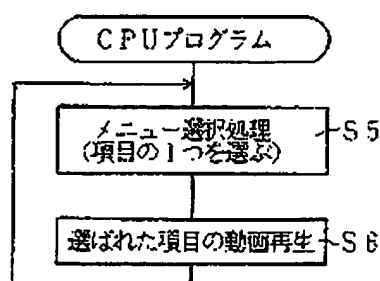 CPUプログラム
メニュー選択処理
(項目の1つを選ぶ)
S5
選ばれた項目の動画再生
S6